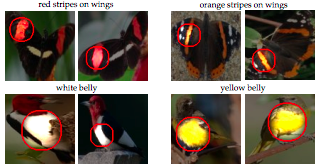 red stripes on wings
orange stripes on wings
white belly
yellow belly